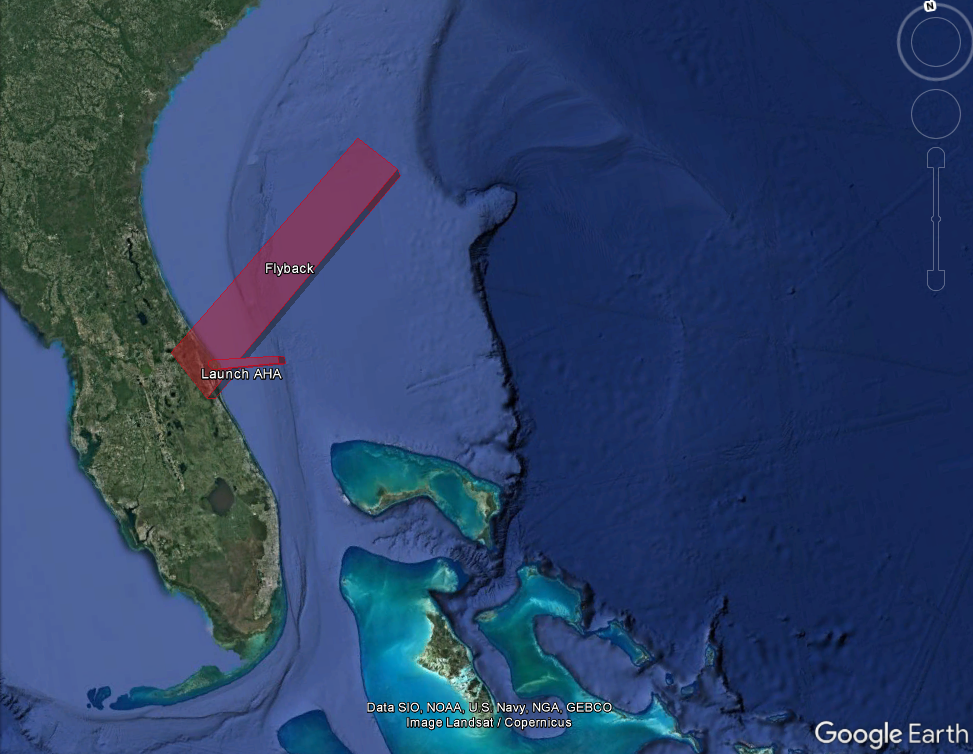 N
Flyback
Launch AHA
Data SIO, NOAA, U.S. Navy, NGA, GEBCO
Image Landsat / Copernicus
Google Earth